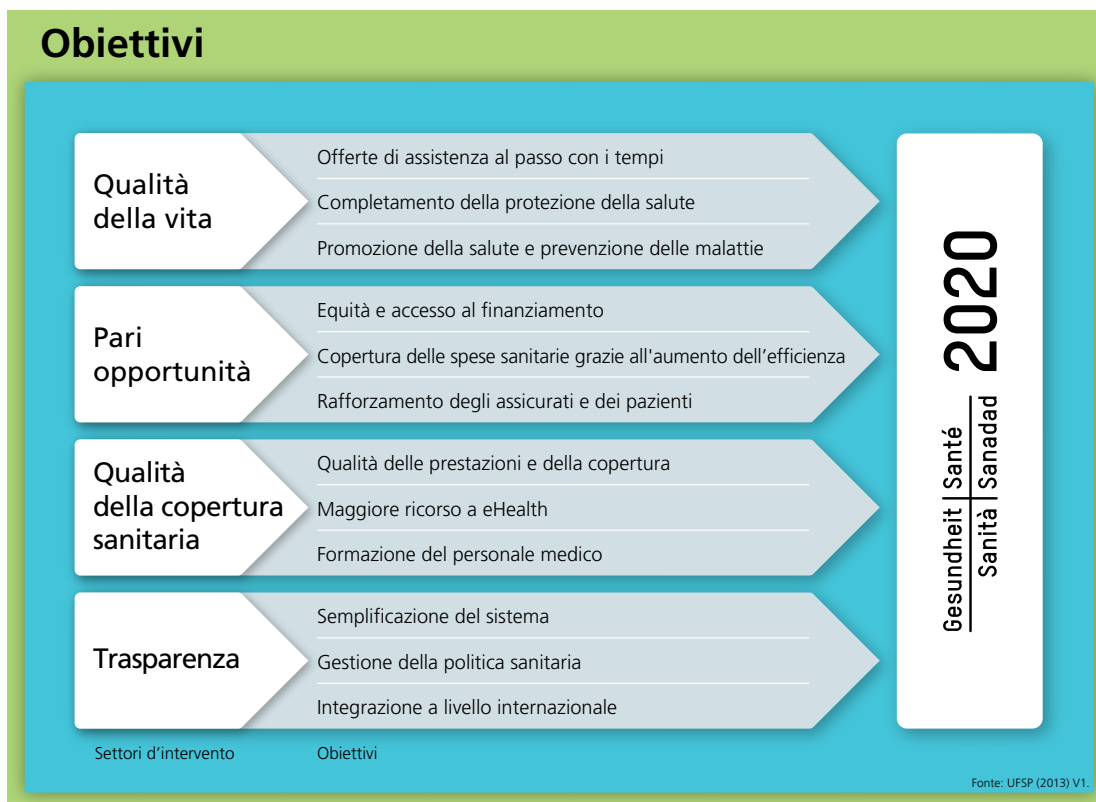 Obiettivi
Qualità
della vita
Offerte di assistenza al passo con i tempi
Completamento della protezione della salute
Promozione della salute e prevenzione delle malattie
Pari
opportunità
Equità e accesso al finanziamento
Copertura delle spese sanitarie grazie all'aumento dell’efficienza
Rafforzamento degli assicurati e dei pazienti
Qualità
della copertura
sanitaria
Qualità delle prestazioni e della copertura
Maggiore ricorso a eHealth
Formazione del personale medico
Trasparenza
Semplificazione del sistema
Gestione della politica sanitaria
Integrazione a livello internazionale
Settori d’intervento
Obiettivi
Gesundheit Santé
Sanità Sanadad
2020
Fonte: UFSP (2013) V1.